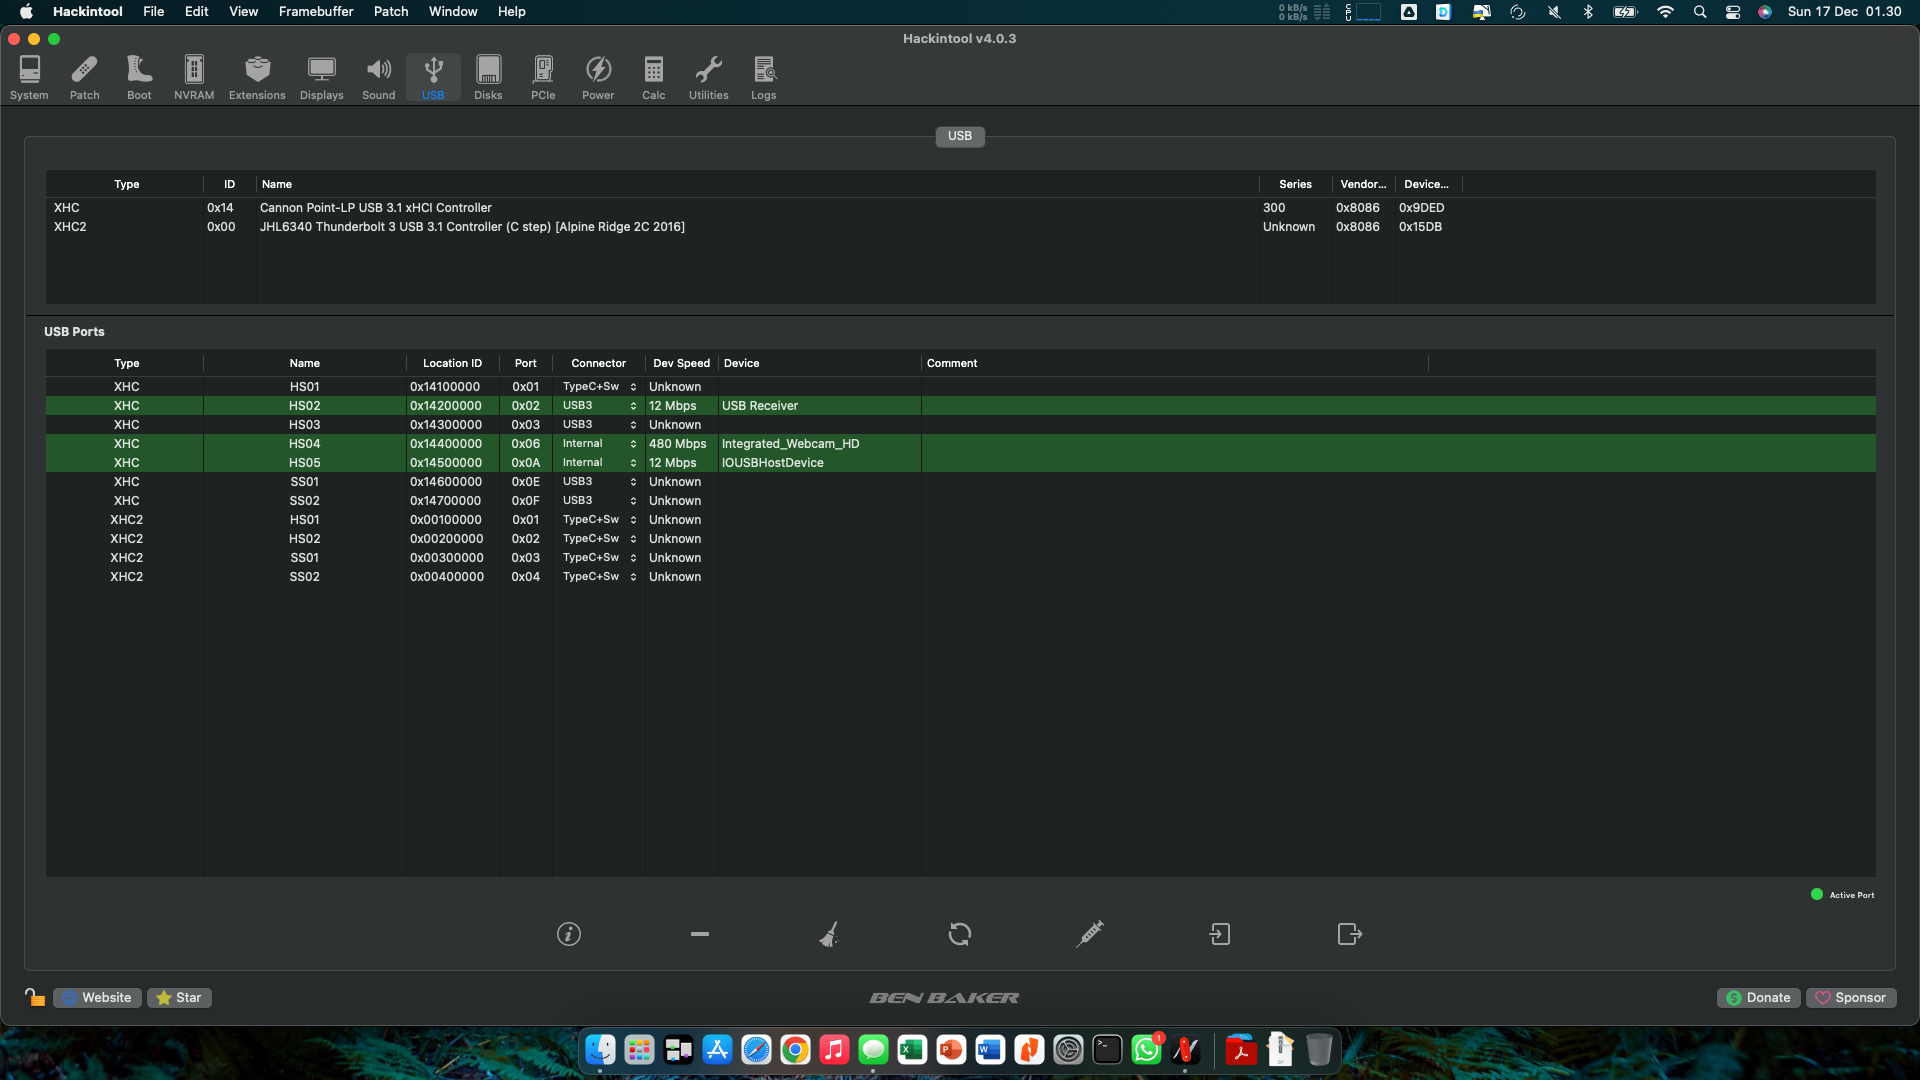 Hackintool File Edit View Framebuffer Patch Window Help 0 kB/s 0 kB/s CPU Sun 17 Dec 01.30
Hackintool v4.0.3
System Patch Boot NVRAM Extensions Displays Sound USB Disks PCIe Power Calc Utilities Logs
USB
Type ID Name Series Vendor... Device...
XHC 0x14 Cannon Point-LP USB 3.1 xHCI Controller 300 0x8086 0x9DED
XHC2 0x00 JHL6340 Thunderbolt 3 USB 3.1 Controller (C step) [Alpine Ridge 2C 2016] Unknown 0x8086 0x15DB
USB Ports
Type Name Location ID Port Connector Dev Speed Device Comment
XHC HS01 0x14100000 0x01 TypeC+Sw Unknown
XHC HS02 0x14200000 0x02 USB3 12 Mbps USB Receiver
XHC HS03 0x14300000 0x03 USB3 Unknown
XHC HS04 0x14400000 0x06 Internal 480 Mbps Integrated_Webcam_HD
XHC HS05 0x14500000 0x0A Internal 12 Mbps IOUSBHostDevice
XHC SS01 0x14600000 0x0E USB3 Unknown
XHC SS02 0x14700000 0x0F USB3 Unknown
XHC2 HS01 0x00100000 0x01 TypeC+Sw Unknown
XHC2 HS02 0x00200000 0x02 TypeC+Sw Unknown
XHC2 SS01 0x00300000 0x03 TypeC+Sw Unknown
XHC2 SS02 0x00400000 0x04 TypeC+Sw Unknown
Active Port
Website Star BEN BAKER Donate Sponsor
1